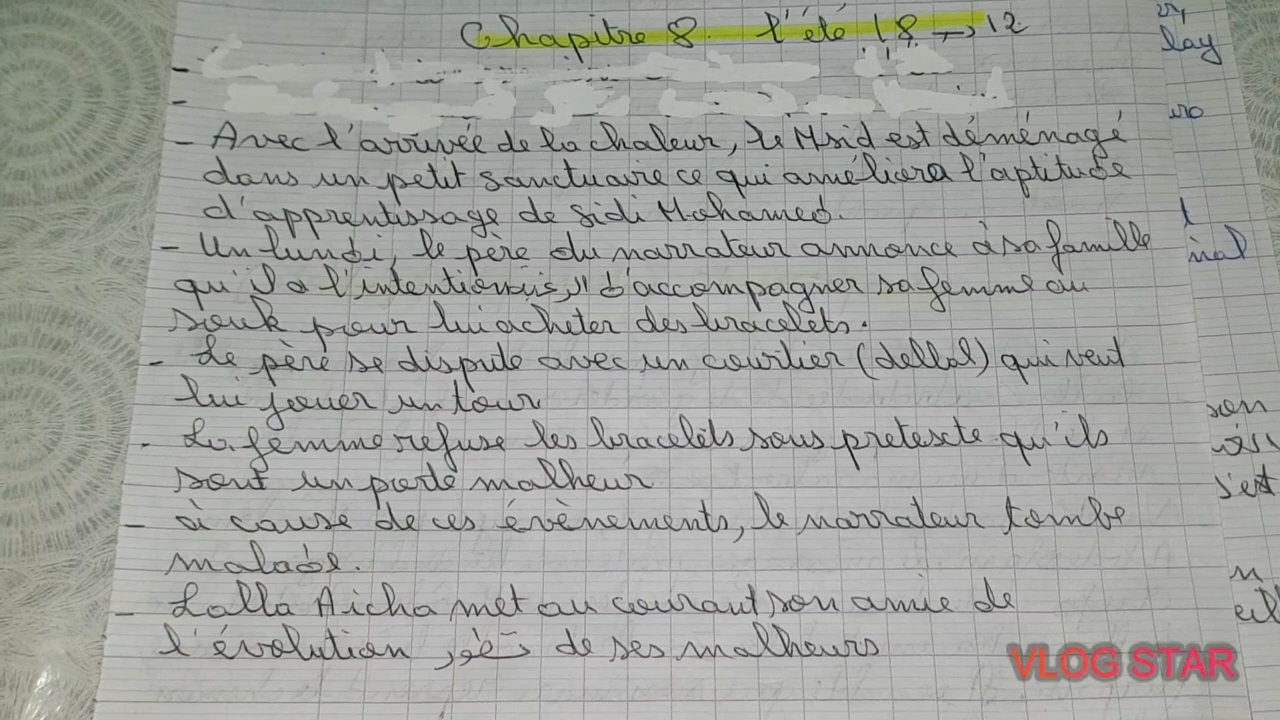 Chapitre 8. l'été 8 → 12
- Avec l'arrivée de la chaleur, le Msid est déménagé
dans un petit sanctuaire ce qui améliora l'aptitude
d'apprentissage de Sidi Mohamed.
- Un lundi, le père du narrateur annonce à sa famille
qu'il a l'intention d'accompagner sa femme au
souk pour lui acheter des bracelets.
- Le père se dispute avec un courtier (dellal) qui veut
lui jouer un tour
- La femme refuse les bracelets sous pretexte qu'ils
sont un porte malheur
- à cause de ces évènements, le narrateur tombe
malade.
- Lalla Aicha met au courant son amie de
l'évolution de ses malheurs
VLOG STAR